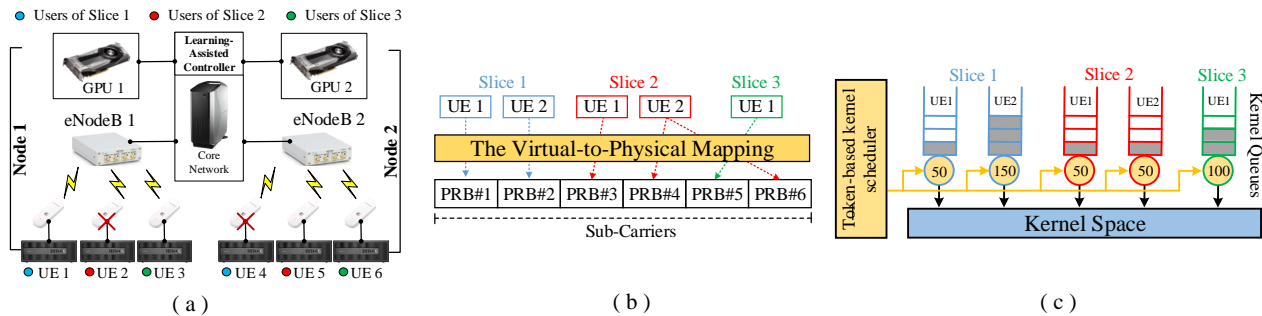 Users of Slice 1
Users of Slice 2
Users of Slice 3
Learning-
Assisted
Controller
GPU 1
GPU 2
Node 1
Node 2
eNodeB 1
eNodeB 2
Core
Network
UE 1
UE 2
UE 3
UE 4
UE 5
UE 6
( a )
Slice 1
Slice 2
Slice 3
UE 1
UE 2
UE 1
UE 2
UE 1
The Virtual-to-Physical Mapping
PRB#1
PRB#2
PRB#3
PRB#4
PRB#5
PRB#6
Sub-Carriers
( b )
Token-based kernel
scheduler
Slice 1
Slice 2
Slice 3
UE1
UE2
UE1
UE2
UE1
Kernel Queues
50
150
50
50
100
Kernel Space
( c )